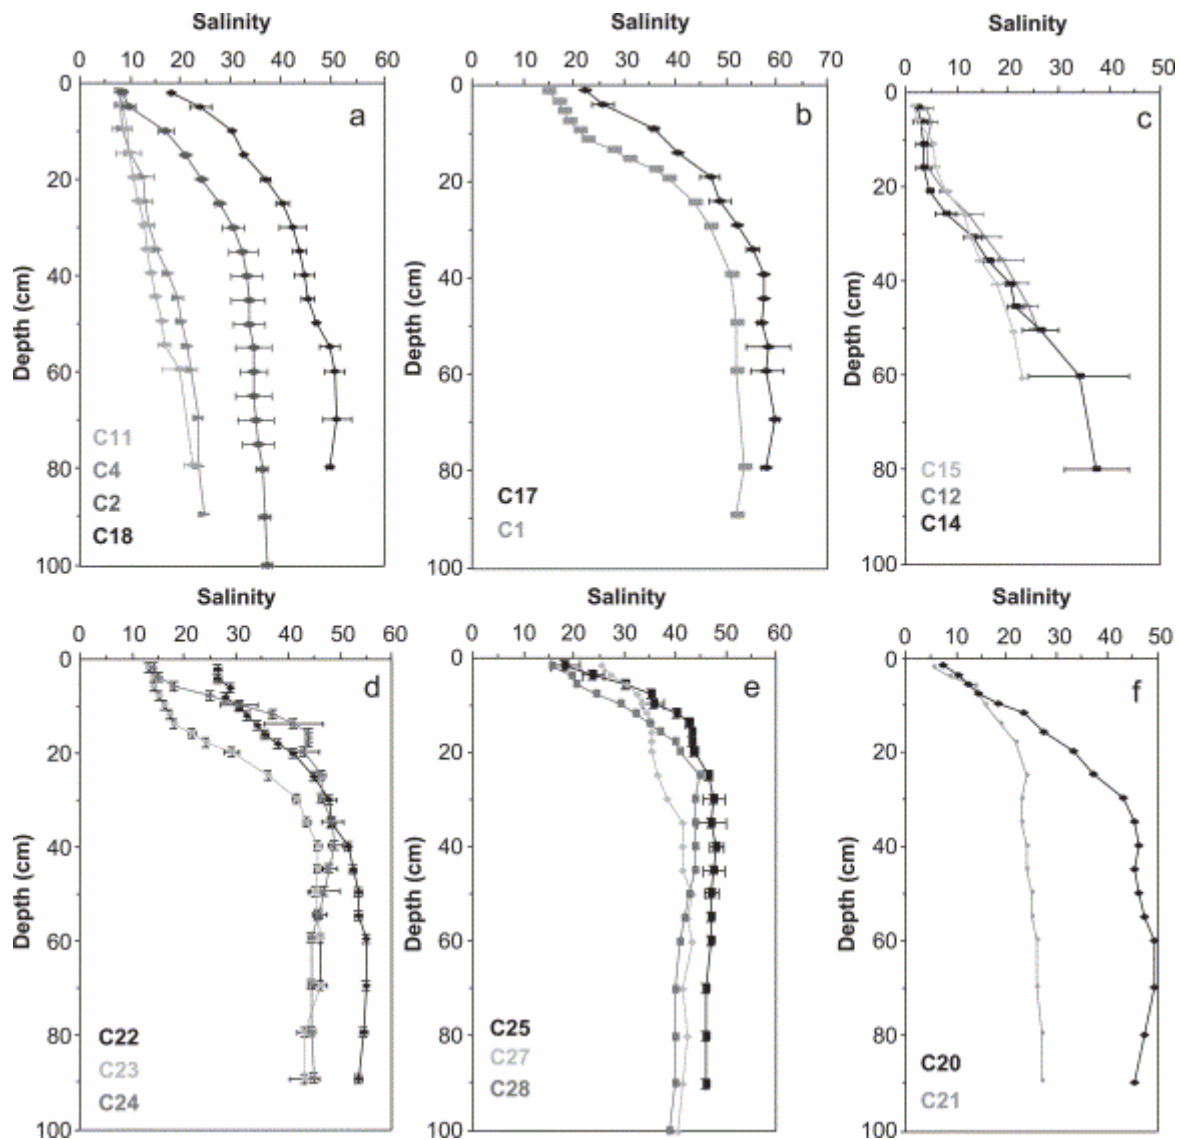 Salinity
Salinity
Salinity
0 10 20 30 40 50 60
0 10 20 30 40 50 60 70
0 10 20 30 40 50
Depth (cm)
0
20
40
60
80
100
a
C11
C4
C2
C18
Depth (cm)
0
20
40
60
80
100
b
C17
C1
Depth (cm)
0
20
40
60
80
100
c
C15
C12
C14
Salinity
Salinity
Salinity
0 10 20 30 40 50 60
0 10 20 30 40 50 60
0 10 20 30 40 50
Depth (cm)
0
20
40
60
80
100
d
C22
C23
C24
Depth (cm)
0
20
40
60
80
100
e
C25
C27
C28
Depth (cm)
0
20
40
60
80
100
f
C20
C21